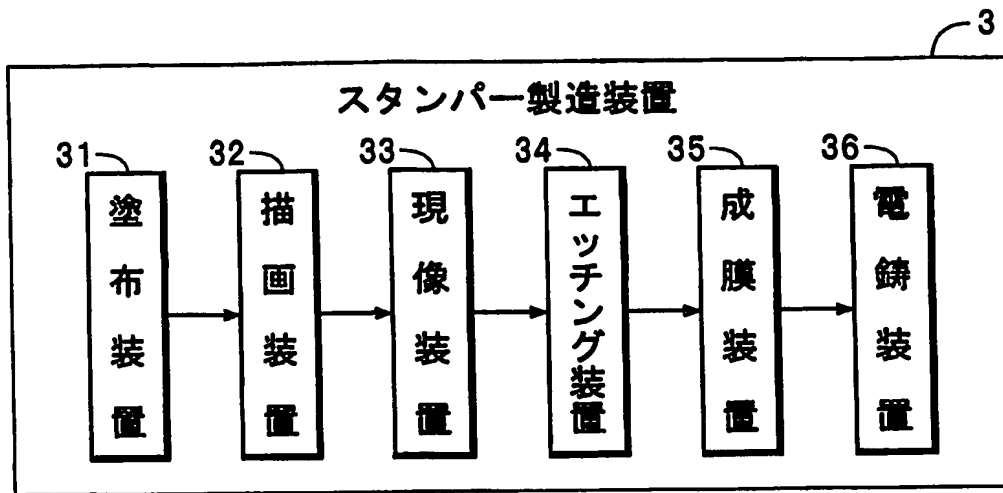 3
スタンパー製造装置
31
32
33
34
35
36
塗布装置
描画装置
現像装置
エッチング装置
成膜装置
電鋳装置